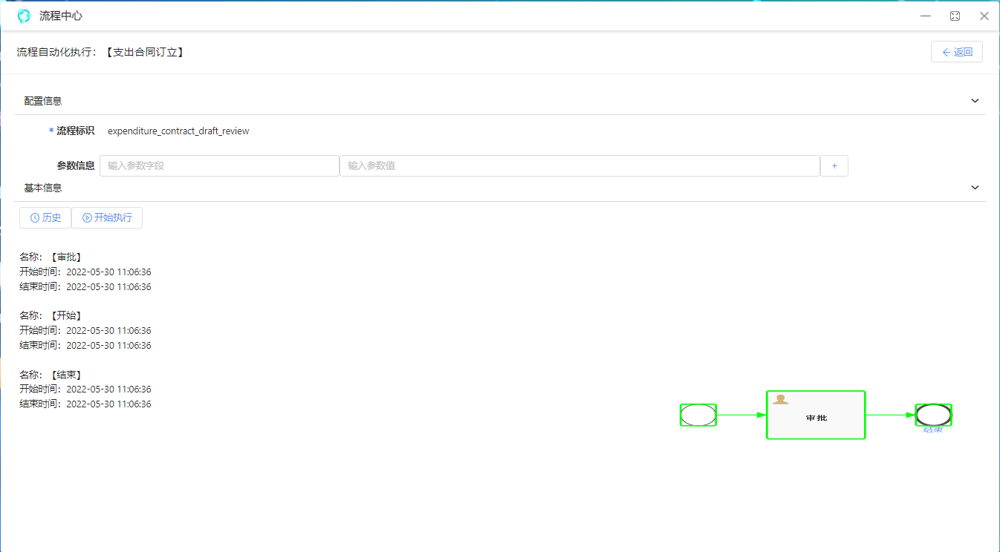 流程中心
流程自动化执行：【支出合同订立】
返回
配置信息
* 流程标识 expenditure_contract_draft_review
参数信息 输入参数字段 输入参数值 +
基本信息
历史 开始执行
名称：【审批】
开始时间：2022-05-30 11:06:36
结束时间：2022-05-30 11:06:36
名称：【开始】
开始时间：2022-05-30 11:06:36
结束时间：2022-05-30 11:06:36
名称：【结束】
开始时间：2022-05-30 11:06:36
结束时间：2022-05-30 11:06:36
审批
结束